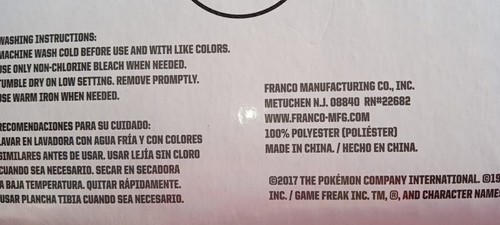 WASHING INSTRUCTIONS:
MACHINE WASH COLD BEFORE USE AND WITH LIKE COLORS.
USE ONLY NON-CHLORINE BLEACH WHEN NEEDED.
TUMBLE DRY ON LOW SETTING. REMOVE PROMPTLY.
USE WARM IRON WHEN NEEDED.
RECOMENDACIONES PARA SU CUIDADO:
LAVAR EN LAVADORA CON AGUA FRÍA Y CON COLORES
SIMILARES ANTES DE USAR. USAR LEJÍA SIN CLORO
CUANDO SEA NECESARIO. SECAR EN SECADORA
A BAJA TEMPERATURA. QUITAR RÁPIDAMENTE.
USAR PLANCHA TIBIA CUANDO SEA NECESARIO.
FRANCO MANUFACTURING CO., INC.
METUCHEN N.J. 08840 RN#22682
WWW.FRANCO-MFG.COM
100% POLYESTER (POLIÉSTER)
MADE IN CHINA. / HECHO EN CHINA.
©2017 THE POKÉMON COMPANY INTERNATIONAL. ©19
INC. / GAME FREAK INC. TM, ®, AND CHARACTER NAMES